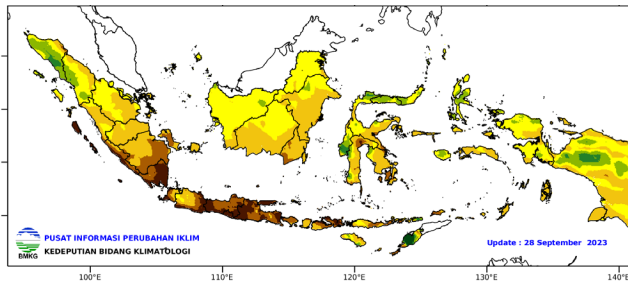 PUSAT INFORMASI PERUBAHAN IKLIM
KEDEPUTIAN BIDANG KLIMATOLOGI
BMKG
Update : 28 September 2023
100°E
110°E
120°E
130°E
140°E